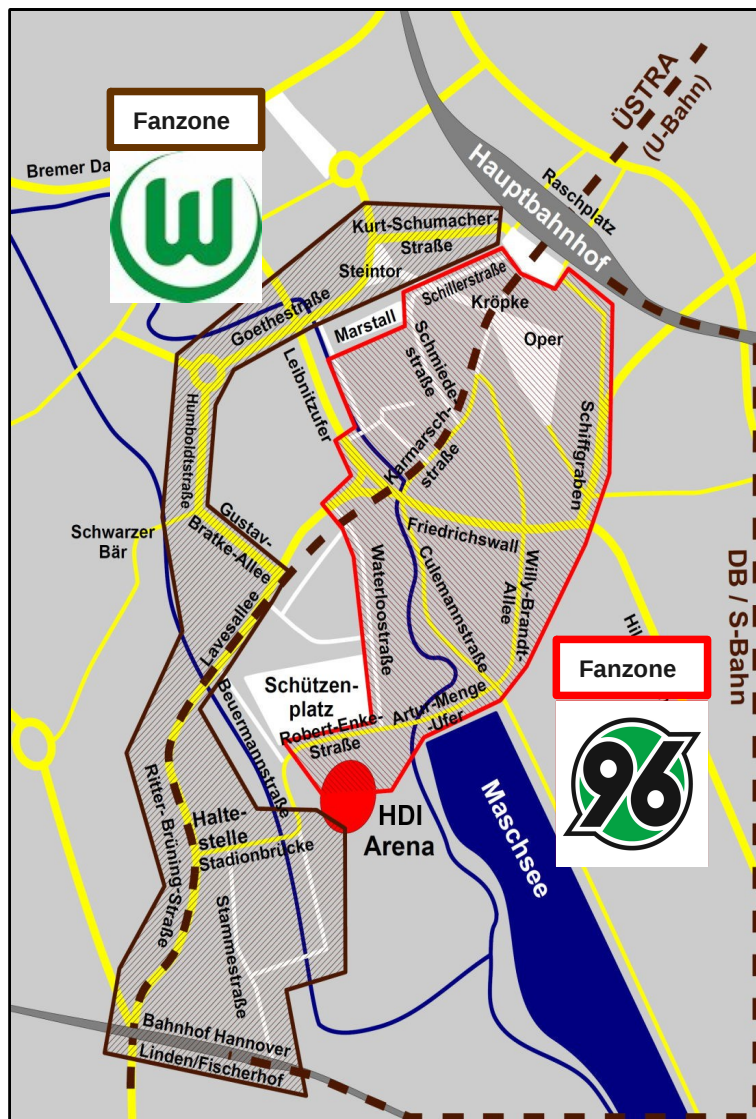 Fanzone
ÜSTRA
(U-Bahn)
Bremer Da
W
Hauptbahnhof
Raschplatz
Kurt-Schumacher-
Straße
Steintor
Goethestraße
Schillerstraße
Kröpke
Marstall
Oper
Schmiede-
straße
Leibnitzufer
Karmarsch-
straße
Schiffgraben
Humboldtstraße
Gustav-
Bratke-Allee
Schwarzer
Bär
Friedrichswall
Waterloostraße
Culemannstraße
Willy-Brandt-
Allee
DB / S-Bahn
Hil
Lavesallee
Fanzone
96
Schützen-
platz
Beuermannstraße
Robert-Enke-
Straße
Artur-Menge
-Ufer
Ritter- Brüning-Straße
Halte-
stelle
Stadionbrücke
HDI
Arena
Maschsee
Stammestraße
Bahnhof Hannover
Linden/Fischerhof